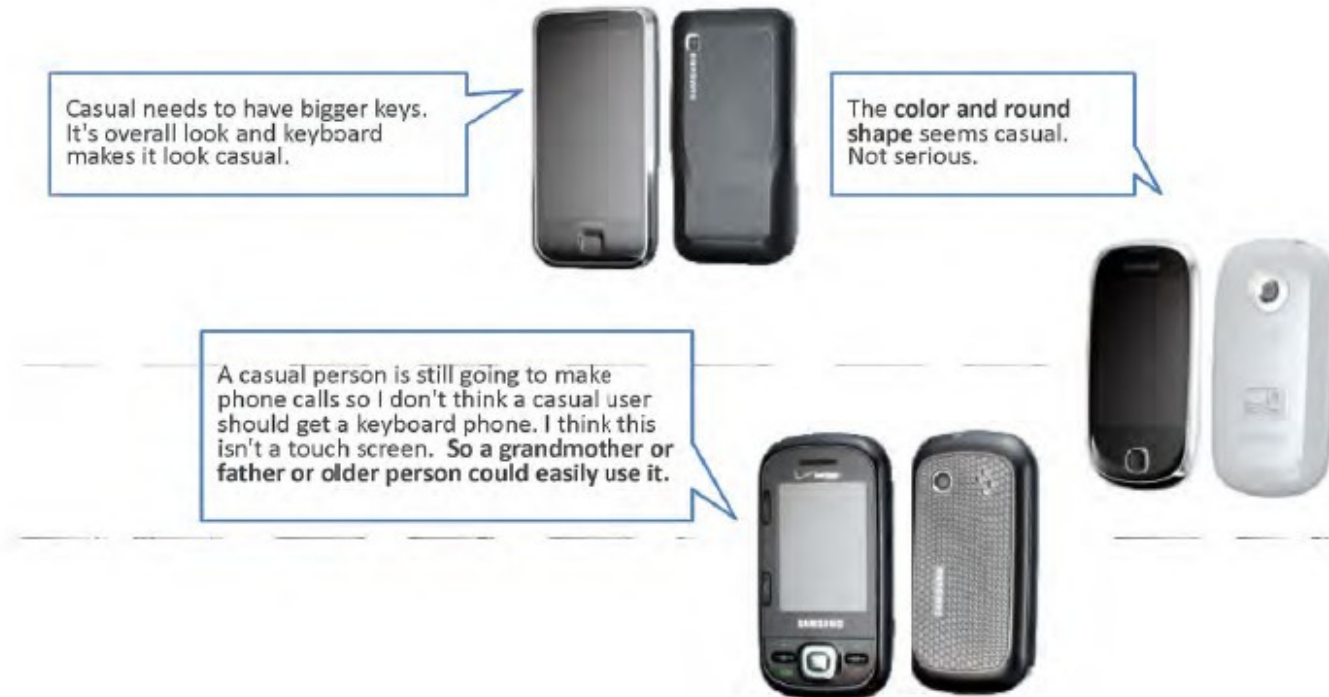 Casual needs to have bigger keys.
It's overall look and keyboard
makes it look casual.
The color and round
shape seems casual.
Not serious.
A casual person is still going to make
phone calls so I don't think a casual user
should get a keyboard phone. I think this
isn't a touch screen. So a grandmother or
father or older person could easily use it.
SAMSUNG
SAMSUNG
SAMSUNG